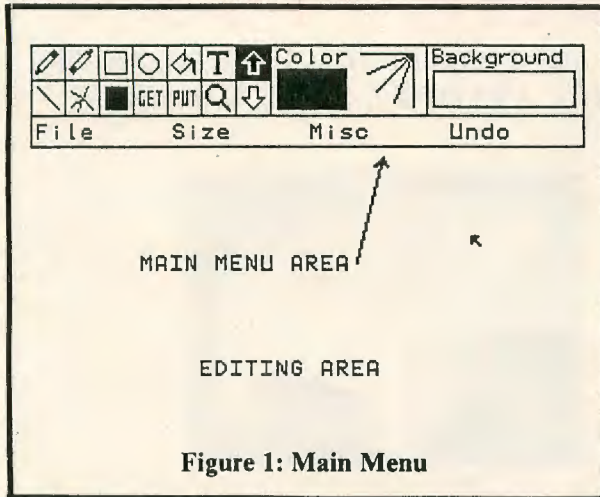 T Color Background
GET PUT
File Size Misc Undo
MAIN MENU AREA
EDITING AREA
Figure 1: Main Menu